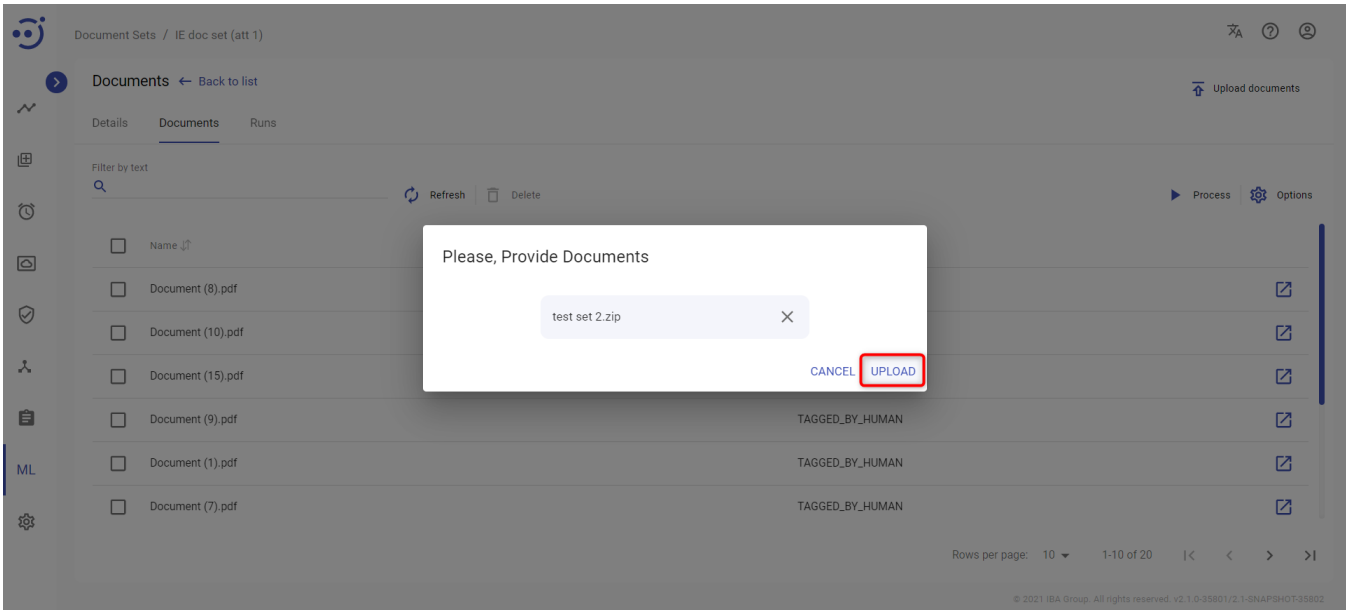 Document Sets / IE doc set (att 1)
Documents ← Back to list
Upload documents
Details Documents Runs
Filter by text
Refresh Delete Process Options
Name
Document (8).pdf
Document (10).pdf
Document (15).pdf
Document (9).pdf TAGGED_BY_HUMAN
Document (1).pdf TAGGED_BY_HUMAN
Document (7).pdf TAGGED_BY_HUMAN
ML
Please, Provide Documents
test set 2.zip
CANCEL UPLOAD
Rows per page: 10 1-10 of 20
© 2021 IBA Group. All rights reserved. v2.1.0-35801/2.1-SNAPSHOT-35802